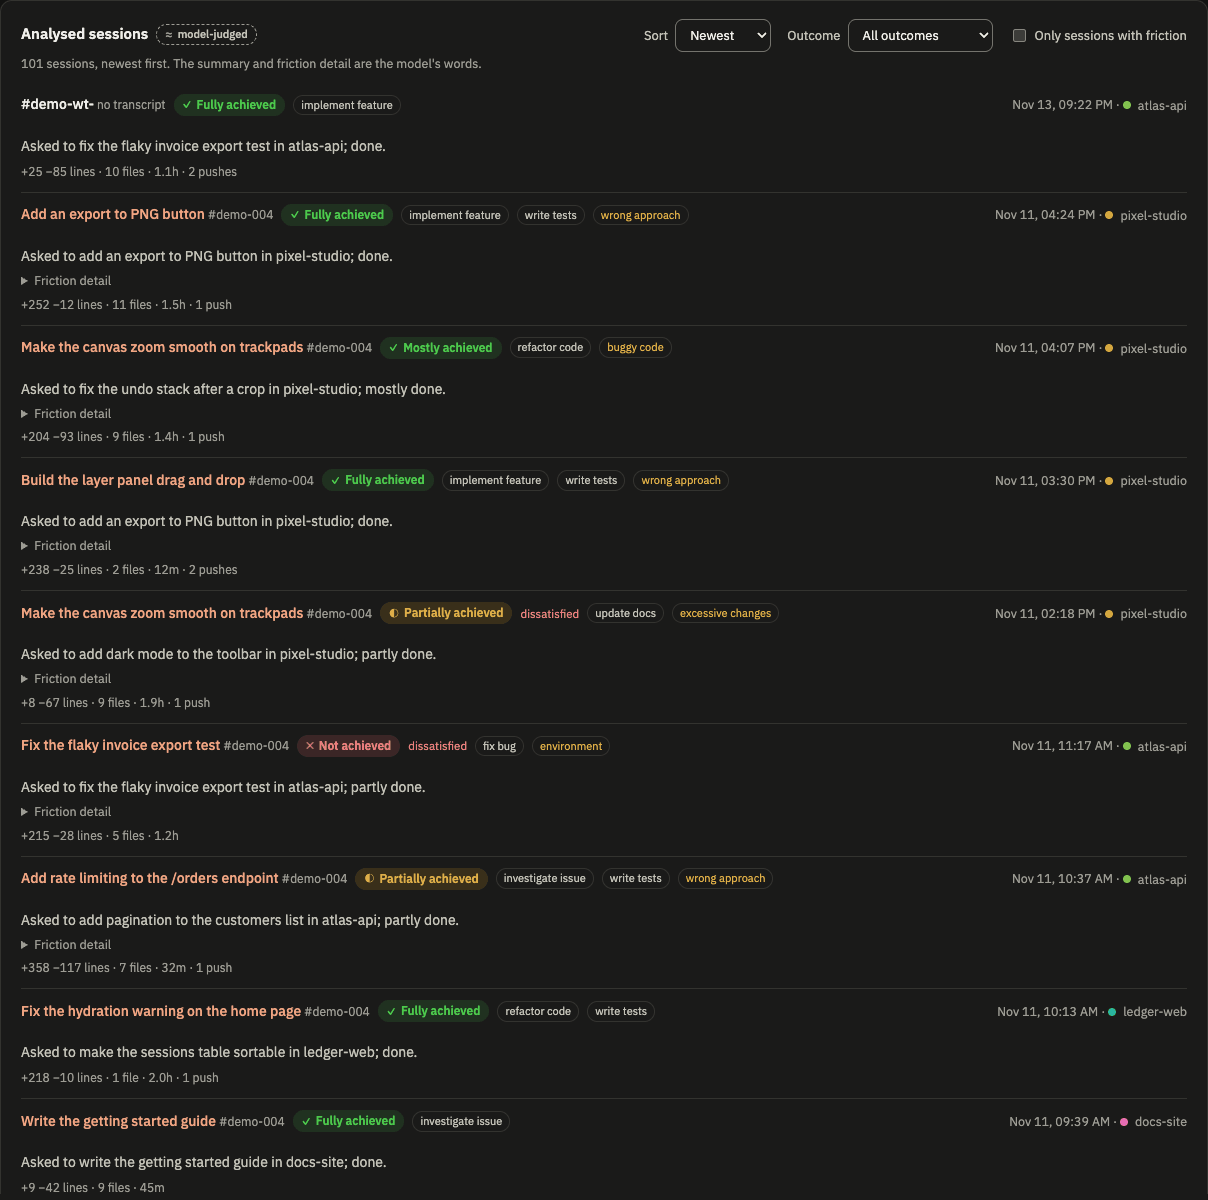 Analysed sessions ≈ model-judged Sort Newest Outcome All outcomes Only sessions with friction
101 sessions, newest first. The summary and friction detail are the model's words.
#demo-wt- no transcript ✓ Fully achieved implement feature Nov 13, 09:22 PM · atlas-api
Asked to fix the flaky invoice export test in atlas-api; done.
+25 −85 lines · 10 files · 1.1h · 2 pushes
Add an export to PNG button #demo-004 ✓ Fully achieved implement feature write tests wrong approach Nov 11, 04:24 PM · pixel-studio
Asked to add an export to PNG button in pixel-studio; done.
Friction detail
+252 −12 lines · 11 files · 1.5h · 1 push
Make the canvas zoom smooth on trackpads #demo-004 ✓ Mostly achieved refactor code buggy code Nov 11, 04:07 PM · pixel-studio
Asked to fix the undo stack after a crop in pixel-studio; mostly done.
Friction detail
+204 −93 lines · 9 files · 1.4h · 1 push
Build the layer panel drag and drop #demo-004 ✓ Fully achieved implement feature write tests wrong approach Nov 11, 03:30 PM · pixel-studio
Asked to add an export to PNG button in pixel-studio; done.
Friction detail
+238 −25 lines · 2 files · 12m · 2 pushes
Make the canvas zoom smooth on trackpads #demo-004 Partially achieved dissatisfied update docs excessive changes Nov 11, 02:18 PM · pixel-studio
Asked to add dark mode to the toolbar in pixel-studio; partly done.
Friction detail
+8 −67 lines · 9 files · 1.9h · 1 push
Fix the flaky invoice export test #demo-004 ✕ Not achieved dissatisfied fix bug environment Nov 11, 11:17 AM · atlas-api
Asked to fix the flaky invoice export test in atlas-api; partly done.
Friction detail
+215 −28 lines · 5 files · 1.2h
Add rate limiting to the /orders endpoint #demo-004 Partially achieved investigate issue write tests wrong approach Nov 11, 10:37 AM · atlas-api
Asked to add pagination to the customers list in atlas-api; partly done.
Friction detail
+358 −117 lines · 7 files · 32m · 1 push
Fix the hydration warning on the home page #demo-004 ✓ Fully achieved refactor code write tests Nov 11, 10:13 AM · ledger-web
Asked to make the sessions table sortable in ledger-web; done.
+218 −10 lines · 1 file · 2.0h · 1 push
Write the getting started guide #demo-004 ✓ Fully achieved investigate issue Nov 11, 09:39 AM · docs-site
Asked to write the getting started guide in docs-site; done.
+9 −42 lines · 9 files · 45m